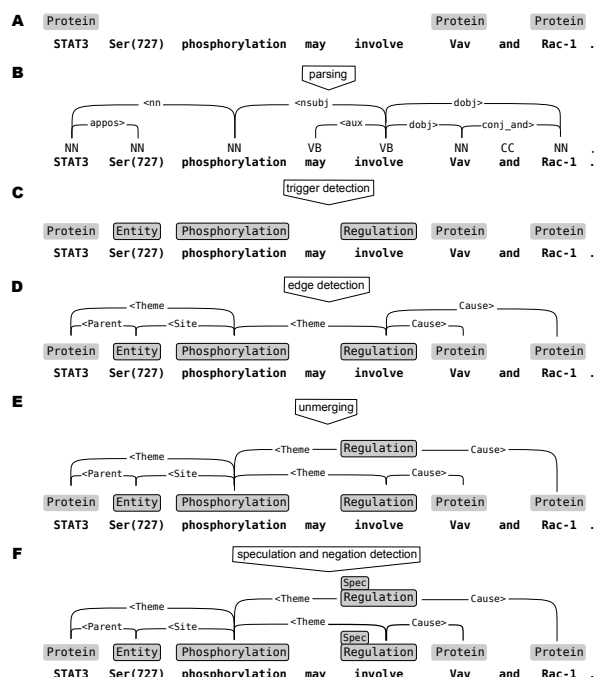 A Protein Protein Protein
STAT3 Ser(727) phosphorylation may involve Vav and Rac-1 .
B parsing
<nn <nsubj dobj>
appos> <aux dobj> conj_and>
NN NN NN VB VB NN CC NN .
STAT3 Ser(727) phosphorylation may involve Vav and Rac-1 .
C trigger detection
Protein Entity Phosphorylation Regulation Protein Protein
STAT3 Ser(727) phosphorylation may involve Vav and Rac-1 .
D edge detection
<Theme Cause>
<Parent <Site <Theme Cause>
Protein Entity Phosphorylation Regulation Protein Protein
STAT3 Ser(727) phosphorylation may involve Vav and Rac-1 .
E unmerging
<Theme Regulation Cause>
<Theme
<Parent <Site <Theme Cause>
Protein Entity Phosphorylation Regulation Protein Protein
STAT3 Ser(727) phosphorylation may involve Vav and Rac-1 .
F speculation and negation detection
Spec
<Theme Regulation Cause>
<Theme
<Parent <Site <Theme Cause>
Spec
Protein Entity Phosphorylation Regulation Protein Protein
STAT3 Ser(727) phosphorylation may involve Vav and Rac-1 .